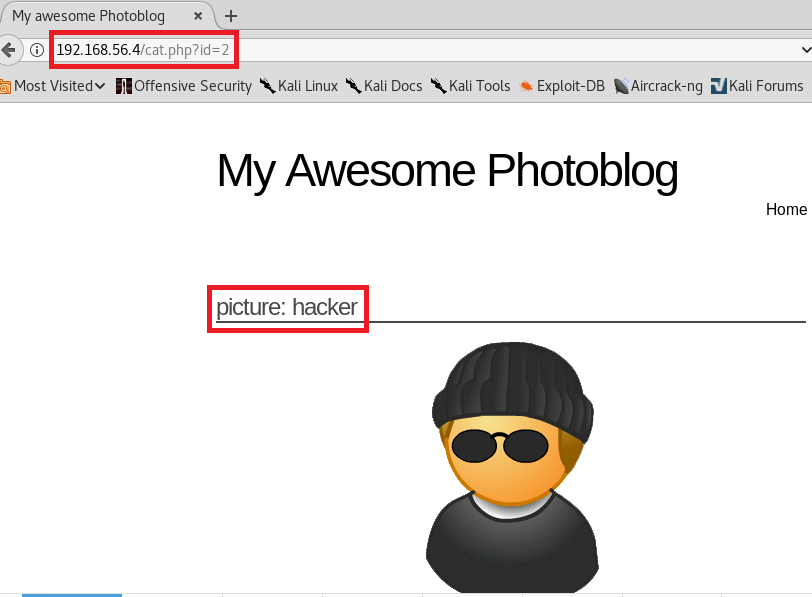 My awesome Photoblog
192.168.56.4/cat.php?id=2
Most Visited Offensive Security Kali Linux Kali Docs Kali Tools Exploit-DB Aircrack-ng Kali Forums
My Awesome Photoblog
Home
picture: hacker